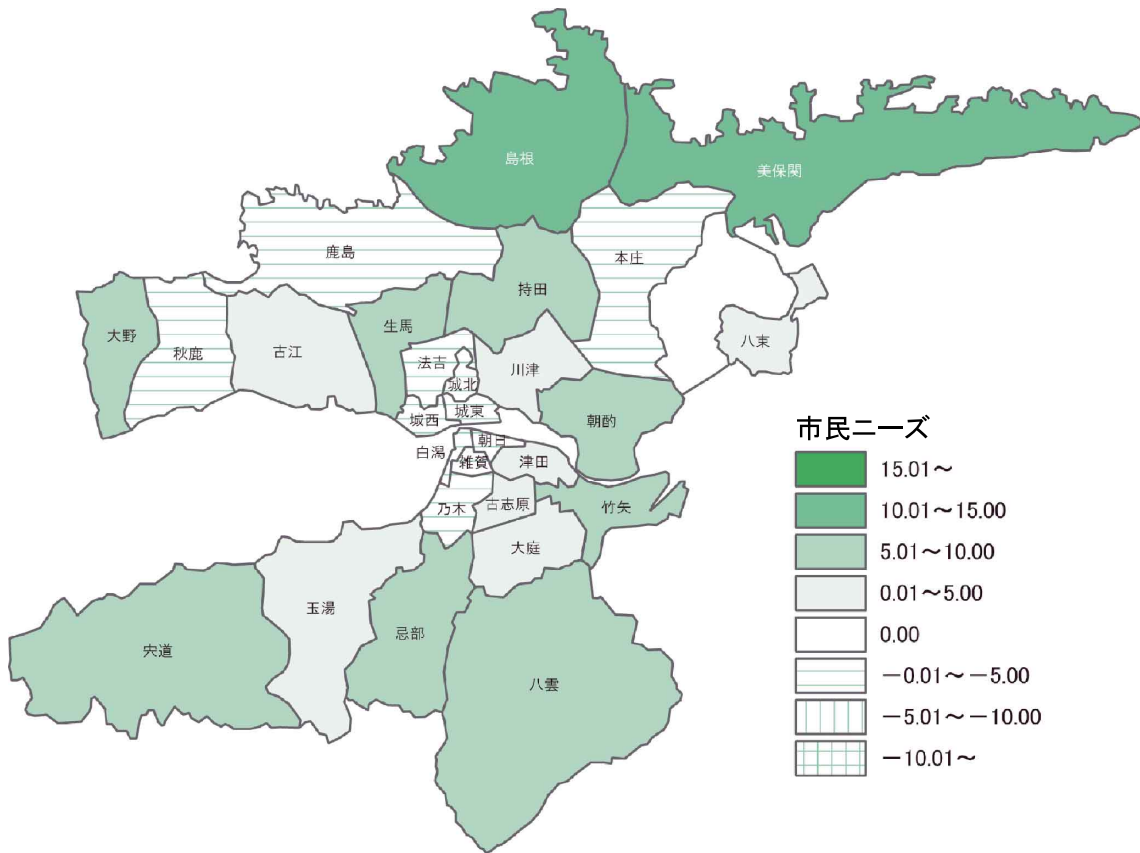 島根
美保関
鹿島
本庄
持田
大野
秋鹿
古江
生馬
法吉
城北
川津
八束
城西
城東
朝酌
白潟
朝日
雑賀
津田
乃木
古志原
竹矢
大庭
玉湯
忌部
宍道
八雲
市民ニーズ
15.01~
10.01~15.00
5.01~10.00
0.01~5.00
0.00
-0.01~-5.00
-5.01~-10.00
-10.01~